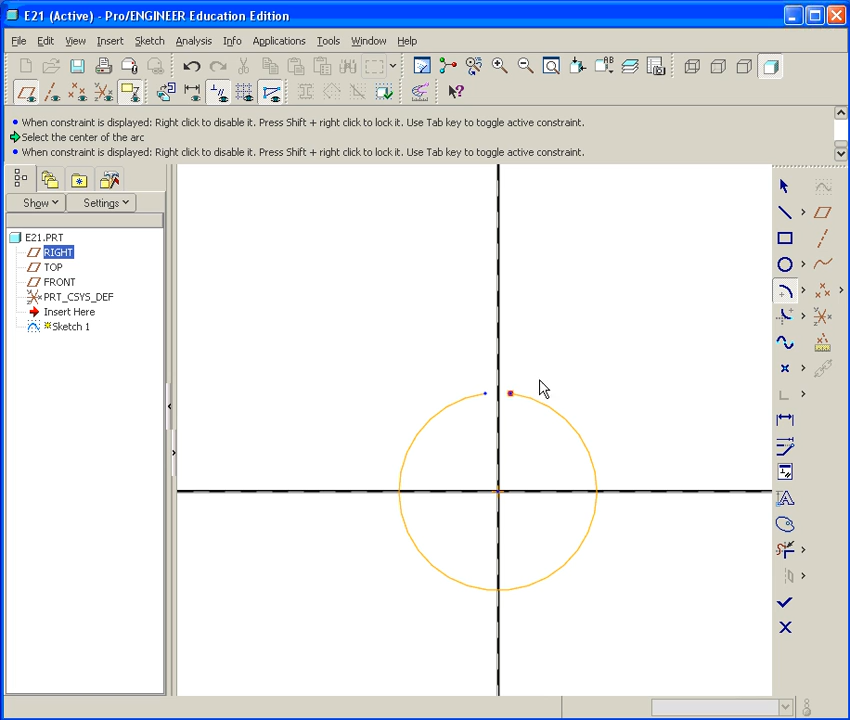 E21 (Active) - Pro/ENGINEER Education Edition
File Edit View Insert Sketch Analysis Info Applications Tools Window Help
When constraint is displayed: Right click to disable it. Press Shift + right click to lock it. Use Tab key to toggle active constraint.
Select the center of the arc
When constraint is displayed: Right click to disable it. Press Shift + right click to lock it. Use Tab key to toggle active constraint.
Show Settings
E21.PRT
RIGHT
TOP
FRONT
PRT_CSYS_DEF
Insert Here
Sketch 1